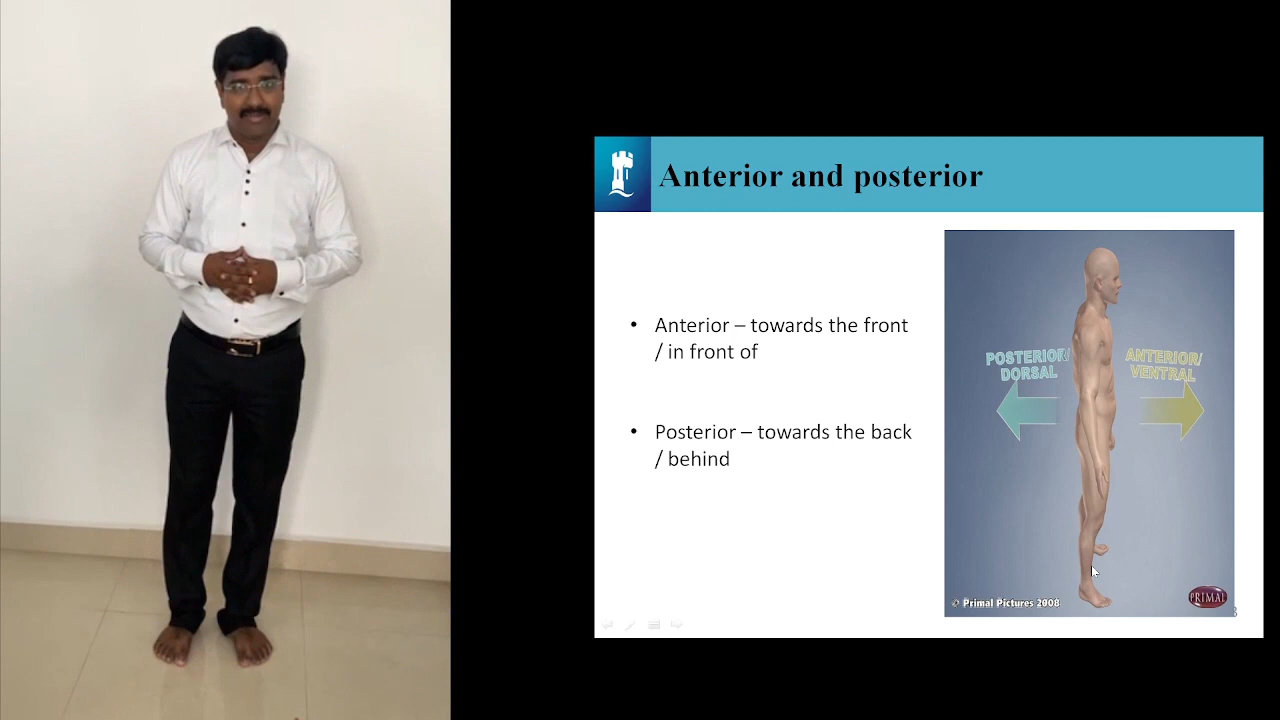 Anterior and posterior
• Anterior – towards the front
/ in front of
• Posterior – towards the back
/ behind
POSTERIOR/
DORSAL
ANTERIOR/
VENTRAL
© Primal Pictures 2008
PRIMAL
3